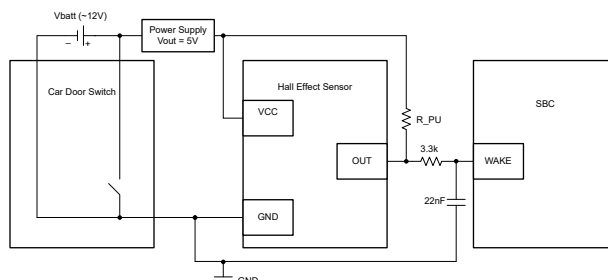 Vbatt (~12V)
–
+
Power Supply
Vout = 5V
Car Door Switch
Hall Effect Sensor
SBC
VCC
R_PU
OUT
3.3k
WAKE
22nF
GND
GND